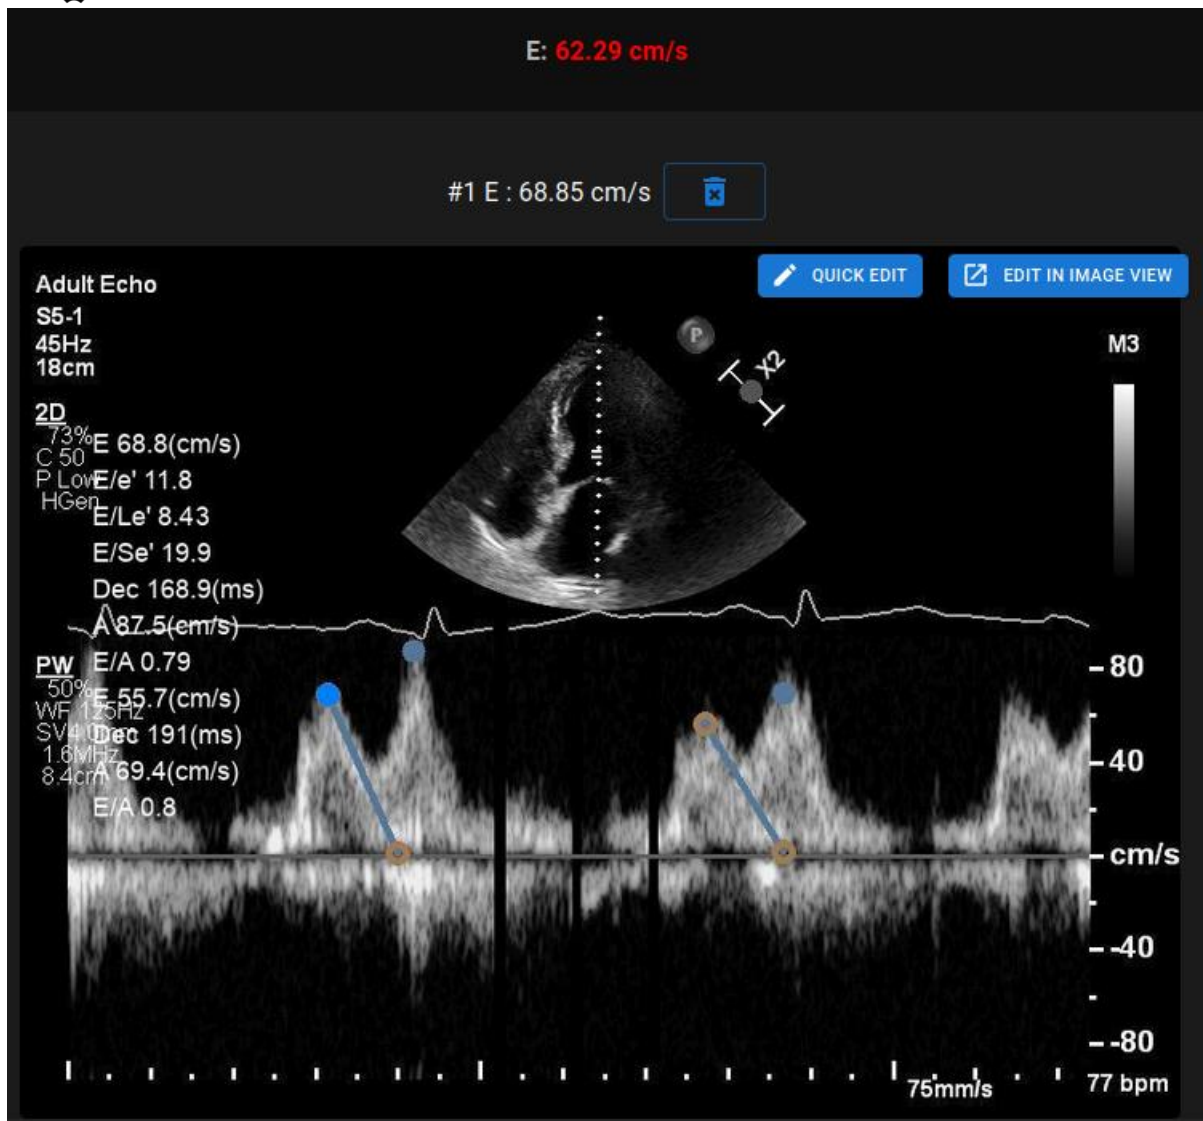 E: 62.29 cm/s
#1 E : 68.85 cm/s
QUICK EDIT
EDIT IN IMAGE VIEW
Adult Echo
S5-1
45Hz
18cm
P
X2
M3
2D
73%
C 50
P Low
HGen
E 68.8(cm/s)
E/e' 11.8
E/Le' 8.43
E/Se' 19.9
Dec 168.9(ms)
A 87.5(cm/s)
E/A 0.79
E 55.7(cm/s)
Dec 191(ms)
A 69.4(cm/s)
E/A 0.8
PW
50%
WF 125Hz
1.6MHz
8.4cm
80
40
cm/s
-40
-80
75mm/s
77 bpm